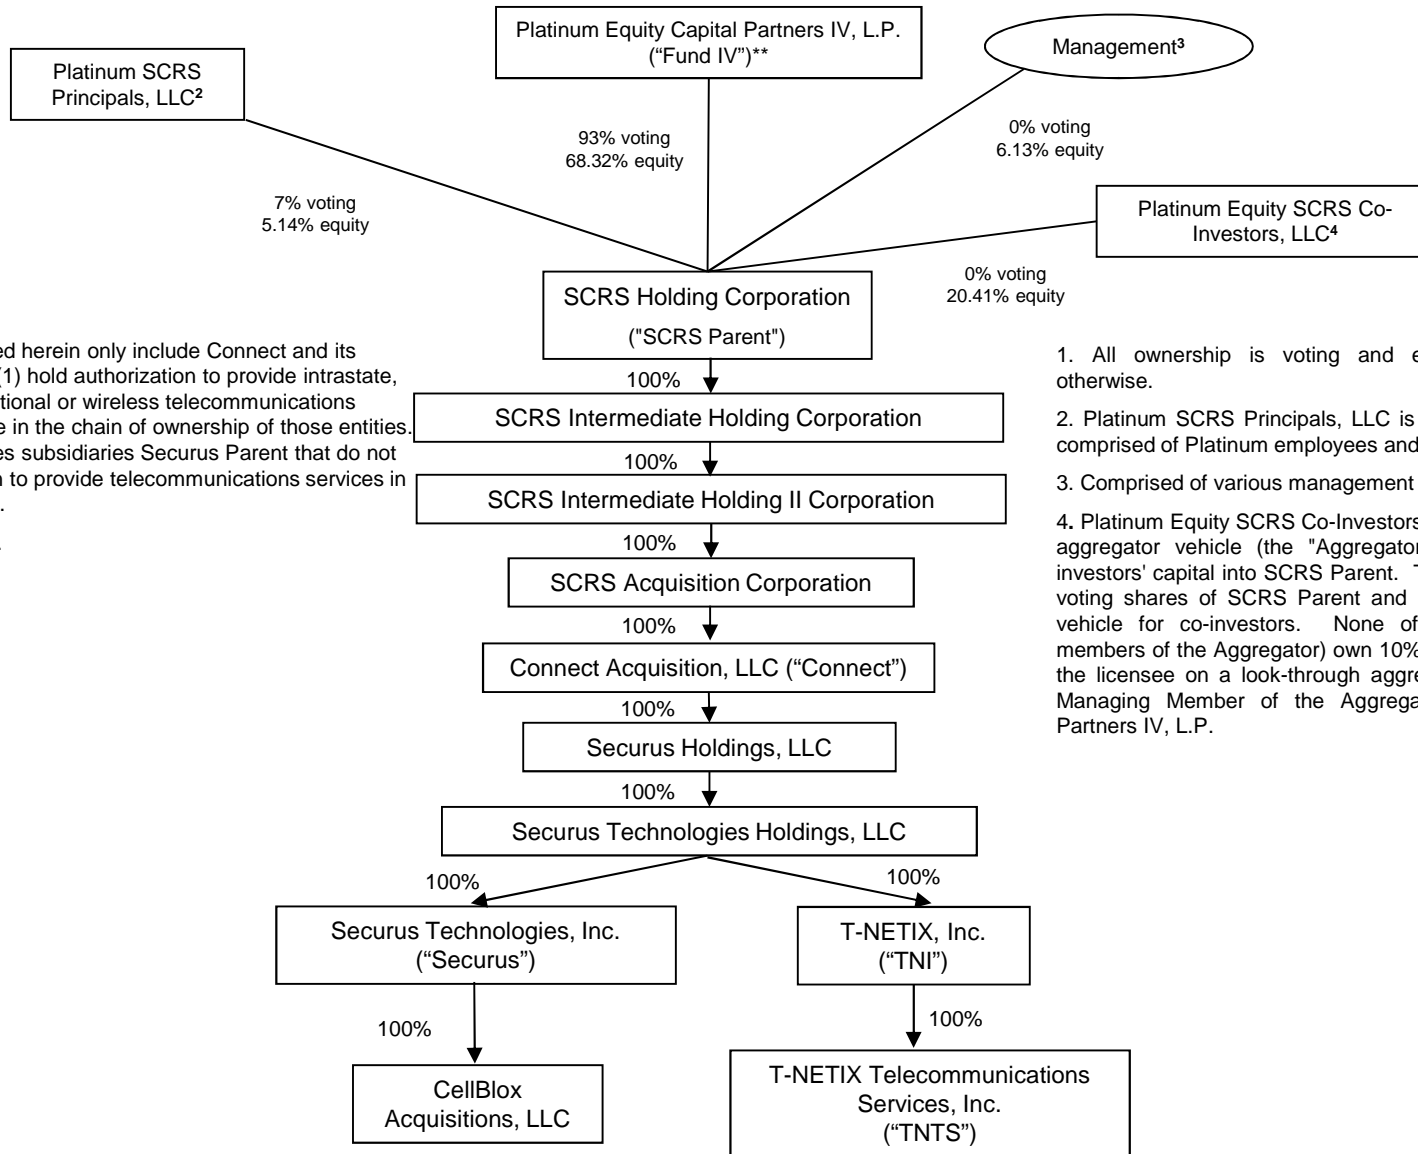 Platinum Equity Capital Partners IV, L.P.
(“Fund IV”)**
Management³
Platinum SCRS
Principals, LLC²
93% voting
68.32% equity
0% voting
6.13% equity
7% voting
5.14% equity
Platinum Equity SCRS Co-
Investors, LLC⁴
0% voting
20.41% equity
SCRS Holding Corporation
("SCRS Parent")
100%
SCRS Intermediate Holding Corporation
100%
SCRS Intermediate Holding II Corporation
100%
SCRS Acquisition Corporation
100%
Connect Acquisition, LLC (“Connect”)
100%
Securus Holdings, LLC
100%
Securus Technologies Holdings, LLC
100%
100%
Securus Technologies, Inc.
(“Securus”)
T-NETIX, Inc.
(“TNI”)
100%
100%
CellBlox
Acquisitions, LLC
T-NETIX Telecommunications
Services, Inc.
(“TNTS”)
herein only include Connect and its
(1) hold authorization to provide intrastate,
or wireless telecommunications
in the chain of ownership of those entities.
subsidiaries Securus Parent that do not
to provide telecommunications services in
.
.
1. All ownership is voting and
otherwise.
2. Platinum SCRS Principals, LLC is
comprised of Platinum employees and
3. Comprised of various management
4. Platinum Equity SCRS Co-Investors
aggregator vehicle (the "Aggregator
investors' capital into SCRS Parent.
voting shares of SCRS Parent and
vehicle for co-investors. None of
members of the Aggregator) own 10%
the licensee on a look-through
Managing Member of the
Partners IV, L.P.